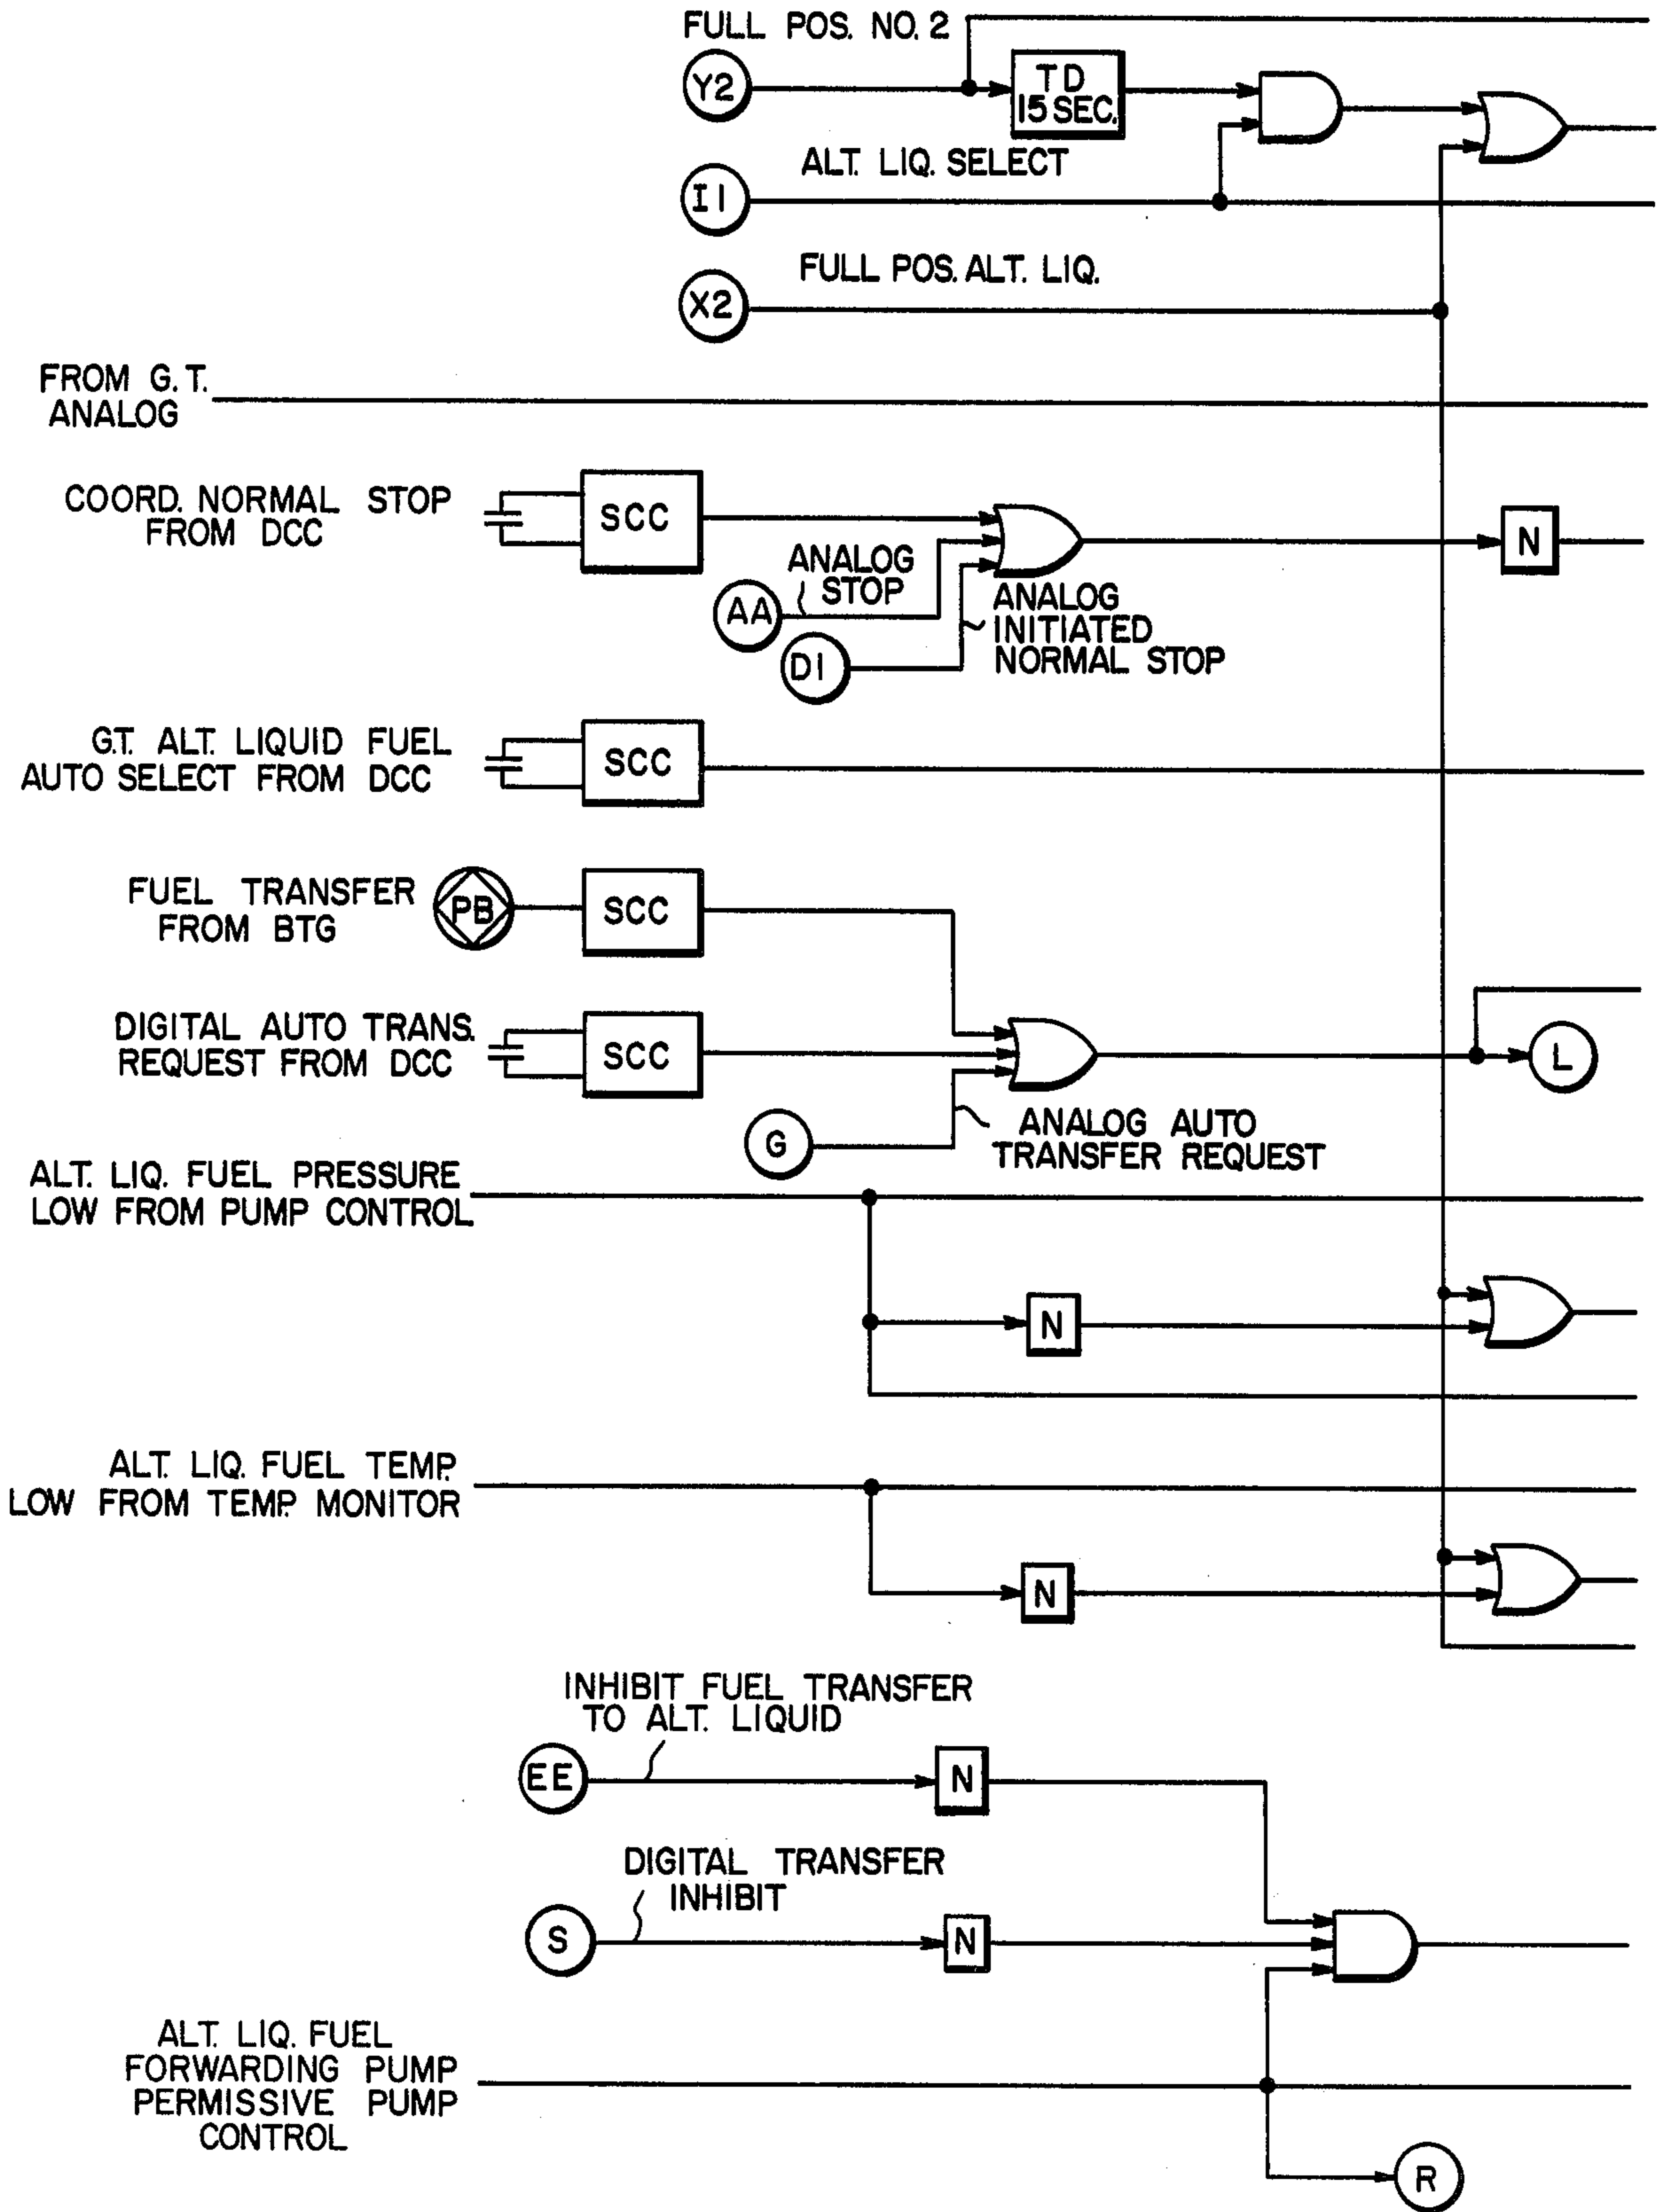 FULL POS. NO. 2
Y2
TD
15 SEC.
ALT. LIQ. SELECT
I1
FULL POS. ALT. LIQ.
X2
FROM G.T.
ANALOG
COORD. NORMAL STOP
FROM DCC
SCC
N
ANALOG
STOP
AA
ANALOG
INITIATED
NORMAL STOP
D1
G.T. ALT. LIQUID FUEL
AUTO SELECT FROM DCC
SCC
FUEL TRANSFER
FROM BTG
PB
SCC
DIGITAL AUTO TRANS.
REQUEST FROM DCC
SCC
L
G
ANALOG AUTO
TRANSFER REQUEST
ALT. LIQ. FUEL PRESSURE
LOW FROM PUMP CONTROL
N
ALT. LIQ. FUEL TEMP.
LOW FROM TEMP. MONITOR
N
INHIBIT FUEL TRANSFER
TO ALT. LIQUID
EE
N
DIGITAL TRANSFER
INHIBIT
S
N
ALT. LIQ. FUEL
FORWARDING PUMP
PERMISSIVE PUMP
CONTROL
R